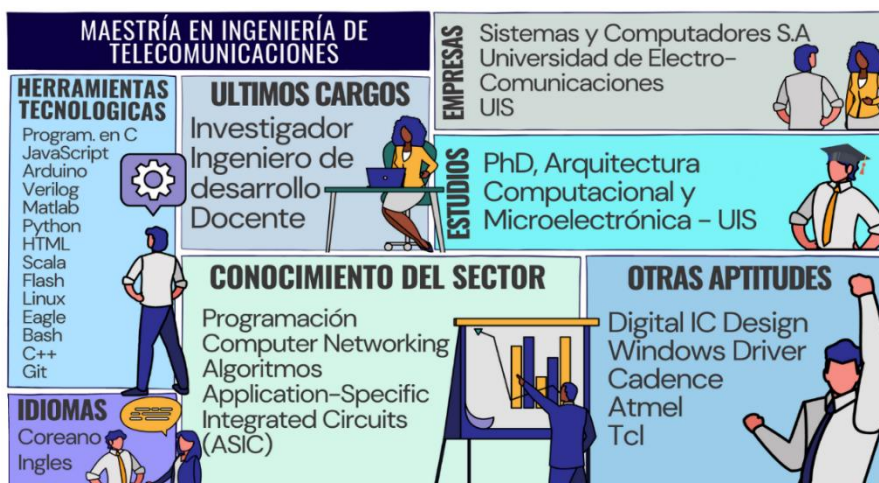 MAESTRÍA EN INGENIERÍA DE
TELECOMUNICACIONES
HERRAMIENTAS
TECNOLOGICAS
Program. en C
JavaScript
Arduino
Verilog
Matlab
Python
HTML
Scala
Flash
Linux
Eagle
Bash
C++
Git
IDIOMAS
Coreano
Ingles
ULTIMOS CARGOS
Investigador
Ingeniero de
desarrollo
Docente
EMPRESAS
Sistemas y Computadores S.A
Universidad de Electro-
Comunicaciones
UIS
ESTUDIOS
PhD, Arquitectura
Computacional y
Microelectrónica - UIS
CONOCIMIENTO DEL SECTOR
Programación
Computer Networking
Algoritmos
Application-Specific
Integrated Circuits
(ASIC)
OTRAS APTITUDES
Digital IC Design
Windows Driver
Cadence
Atmel
Tcl